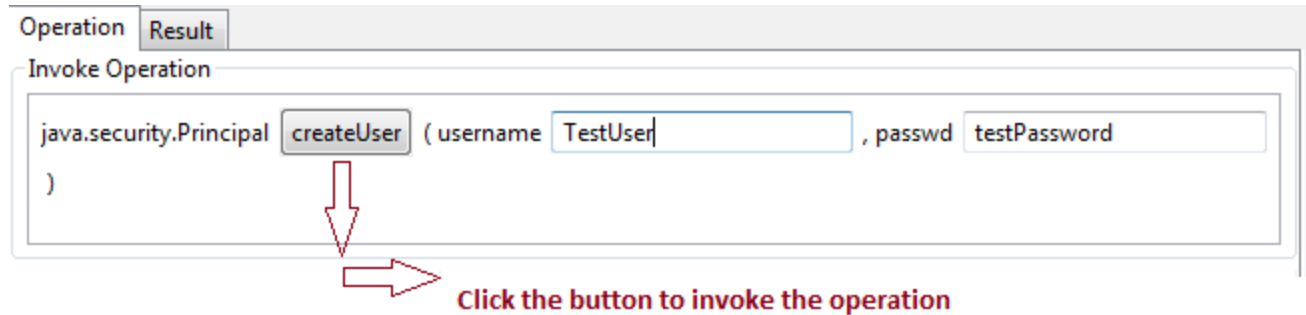 Operation Result
Invoke Operation
java.security.Principal createUser ( username TestUser , passwd testPassword
)
Click the button to invoke the operation